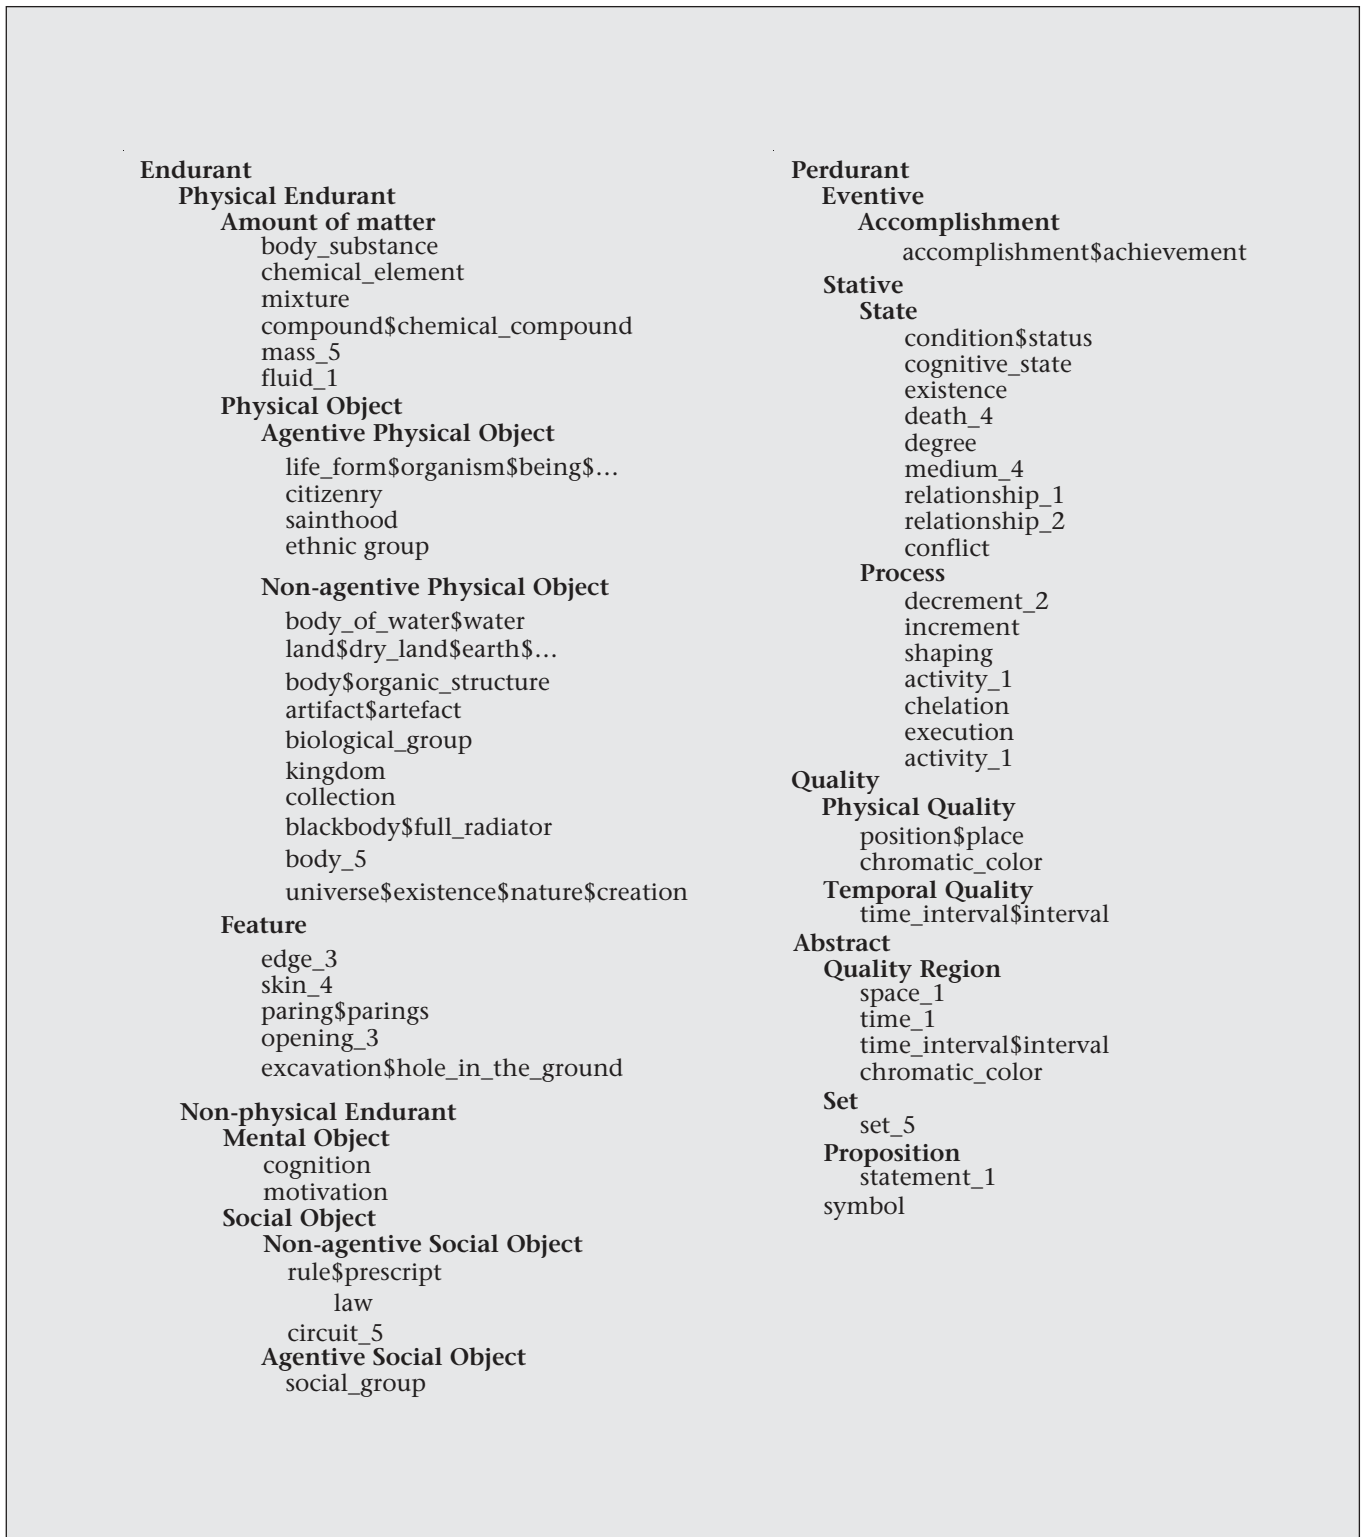 Endurant
Physical Endurant
Amount of matter
body_substance
chemical_element
mixture
compound$chemical_compound
mass_5
fluid_1
Physical Object
Agentive Physical Object
life_form$organism$being$…
citizenry
sainthood
ethnic group
Non-agentive Physical Object
body_of_water$water
land$dry_land$earth$…
body$organic_structure
artifact$artefact
biological_group
kingdom
collection
blackbody$full_radiator
body_5
universe$existence$nature$creation
Feature
edge_3
skin_4
paring$parings
opening_3
excavation$hole_in_the_ground
Non-physical Endurant
Mental Object
cognition
motivation
Social Object
Non-agentive Social Object
rule$prescript
law
circuit_5
Agentive Social Object
social_group
Perdurant
Eventive
Accomplishment
accomplishment$achievement
Stative
State
condition$status
cognitive_state
existence
death_4
degree
medium_4
relationship_1
relationship_2
conflict
Process
decrement_2
increment
shaping
activity_1
chelation
execution
activity_1
Quality
Physical Quality
position$place
chromatic_color
Temporal Quality
time_interval$interval
Abstract
Quality Region
space_1
time_1
time_interval$interval
chromatic_color
Set
set_5
Proposition
statement_1
symbol